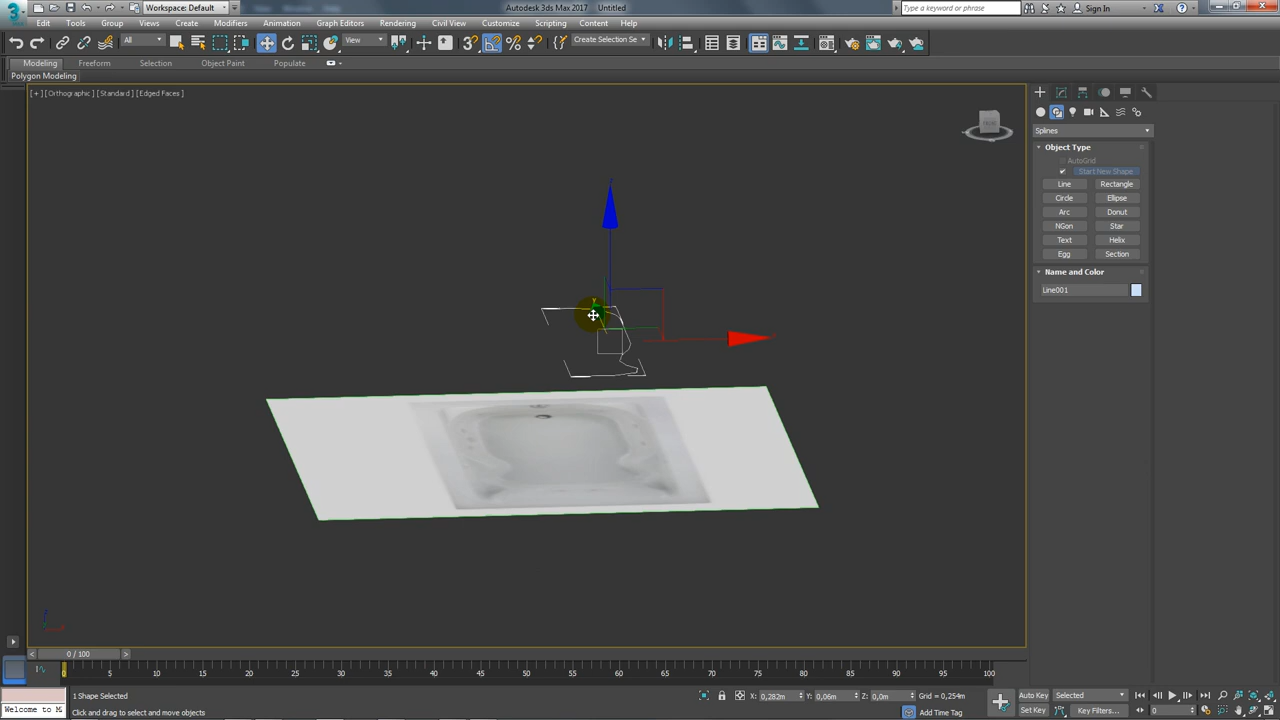 Workspace: Default
Autodesk 3ds Max 2017 Untitled
Type a keyword or phrase
Sign In
Edit Tools Group Views Create Modifiers Animation Graph Editors Rendering Civil View Customize Scripting Content Help
All
View
Create Selection Se
Modeling Freeform Selection Object Paint Populate
Polygon Modeling
[+] [Orthographic] [Standard] [Edged Faces]
Splines
Object Type
AutoGrid
Start New Shape
Line Rectangle
Circle Ellipse
Arc Donut
NGon Star
Text Helix
Egg Section
Name and Color
Line001
0 / 100
0 5 10 15 20 25 30 35 40 45 50 55 60 65 70 75 80 85 90 95 100
1 Shape Selected
X: 0,282m Y: 0,06m Z: 0,0m Grid = 0,254m
Auto Key Selected
Welcome to M
Click and drag to select and move objects
Add Time Tag
Set Key Key Filters...
0